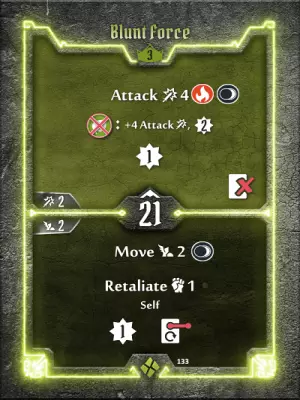 Blunt Force
3
Attack 4
: +4 Attack , 2
1
2
21
2
Move 2
Retaliate 1
Self
1
133